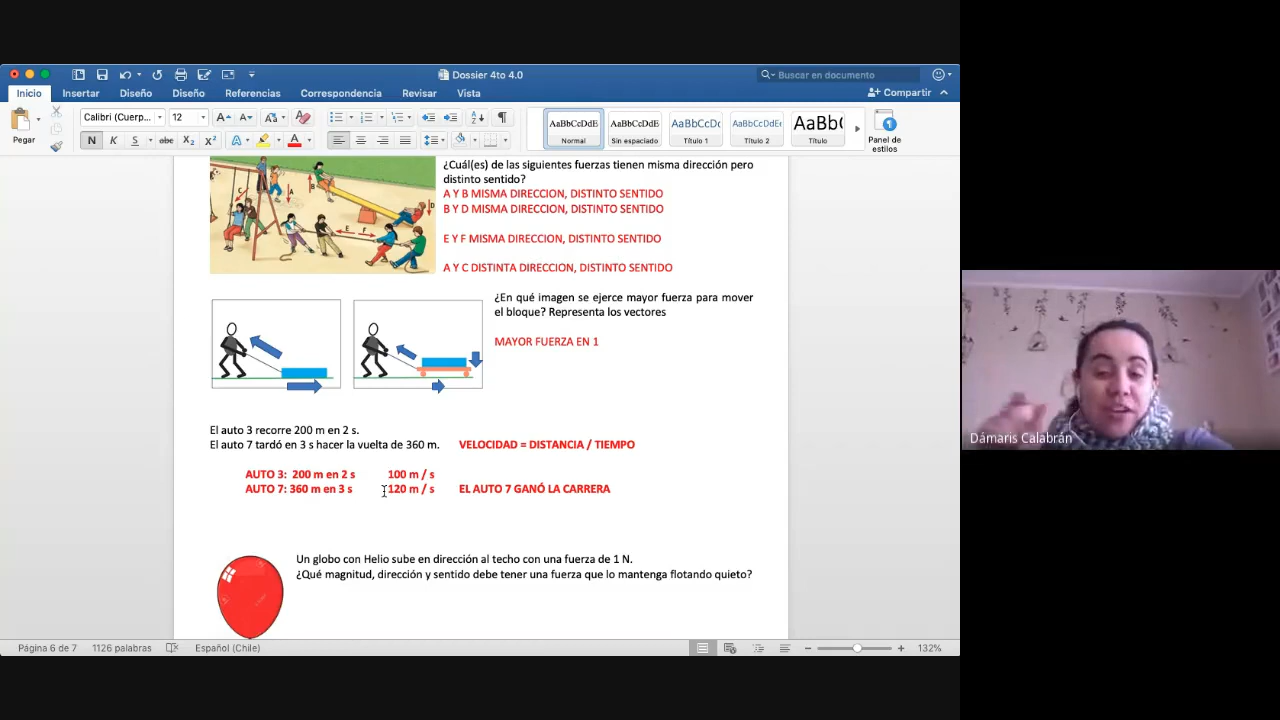 Dossier 4to 4.0
Buscar en documento
Inicio
Insertar
Diseño
Diseño
Referencias
Correspondencia
Revisar
Vista
Compartir
Pegar
Calibri (Cuerp...
12
N
K
S
abc
X₂
X²
AaBbCcDdEe
Normal
AaBbCcDdEe
Sin espaciado
AaBbCcDc
Título 1
AaBbCcDdEe
Título 2
AaBb(
Título
Panel de
estilos
¿Cuál(es) de las siguientes fuerzas tienen misma dirección pero
distinto sentido?
A Y B MISMA DIRECCION, DISTINTO SENTIDO
B Y D MISMA DIRECCION, DISTINTO SENTIDO
E Y F MISMA DIRECCION, DISTINTO SENTIDO
A Y C DISTINTA DIRECCION, DISTINTO SENTIDO
C
A
B
D
E
F
¿En qué imagen se ejerce mayor fuerza para mover
el bloque? Representa los vectores
MAYOR FUERZA EN 1
El auto 3 recorre 200 m en 2 s.
El auto 7 tardó en 3 s hacer la vuelta de 360 m. VELOCIDAD = DISTANCIA / TIEMPO
AUTO 3: 200 m en 2 s 100 m / s
AUTO 7: 360 m en 3 s 120 m / s EL AUTO 7 GANÓ LA CARRERA
Un globo con Helio sube en dirección al techo con una fuerza de 1 N.
¿Qué magnitud, dirección y sentido debe tener una fuerza que lo mantenga flotando quieto?
Página 6 de 7
1126 palabras
Español (Chile)
132%
Dámaris Calabrán